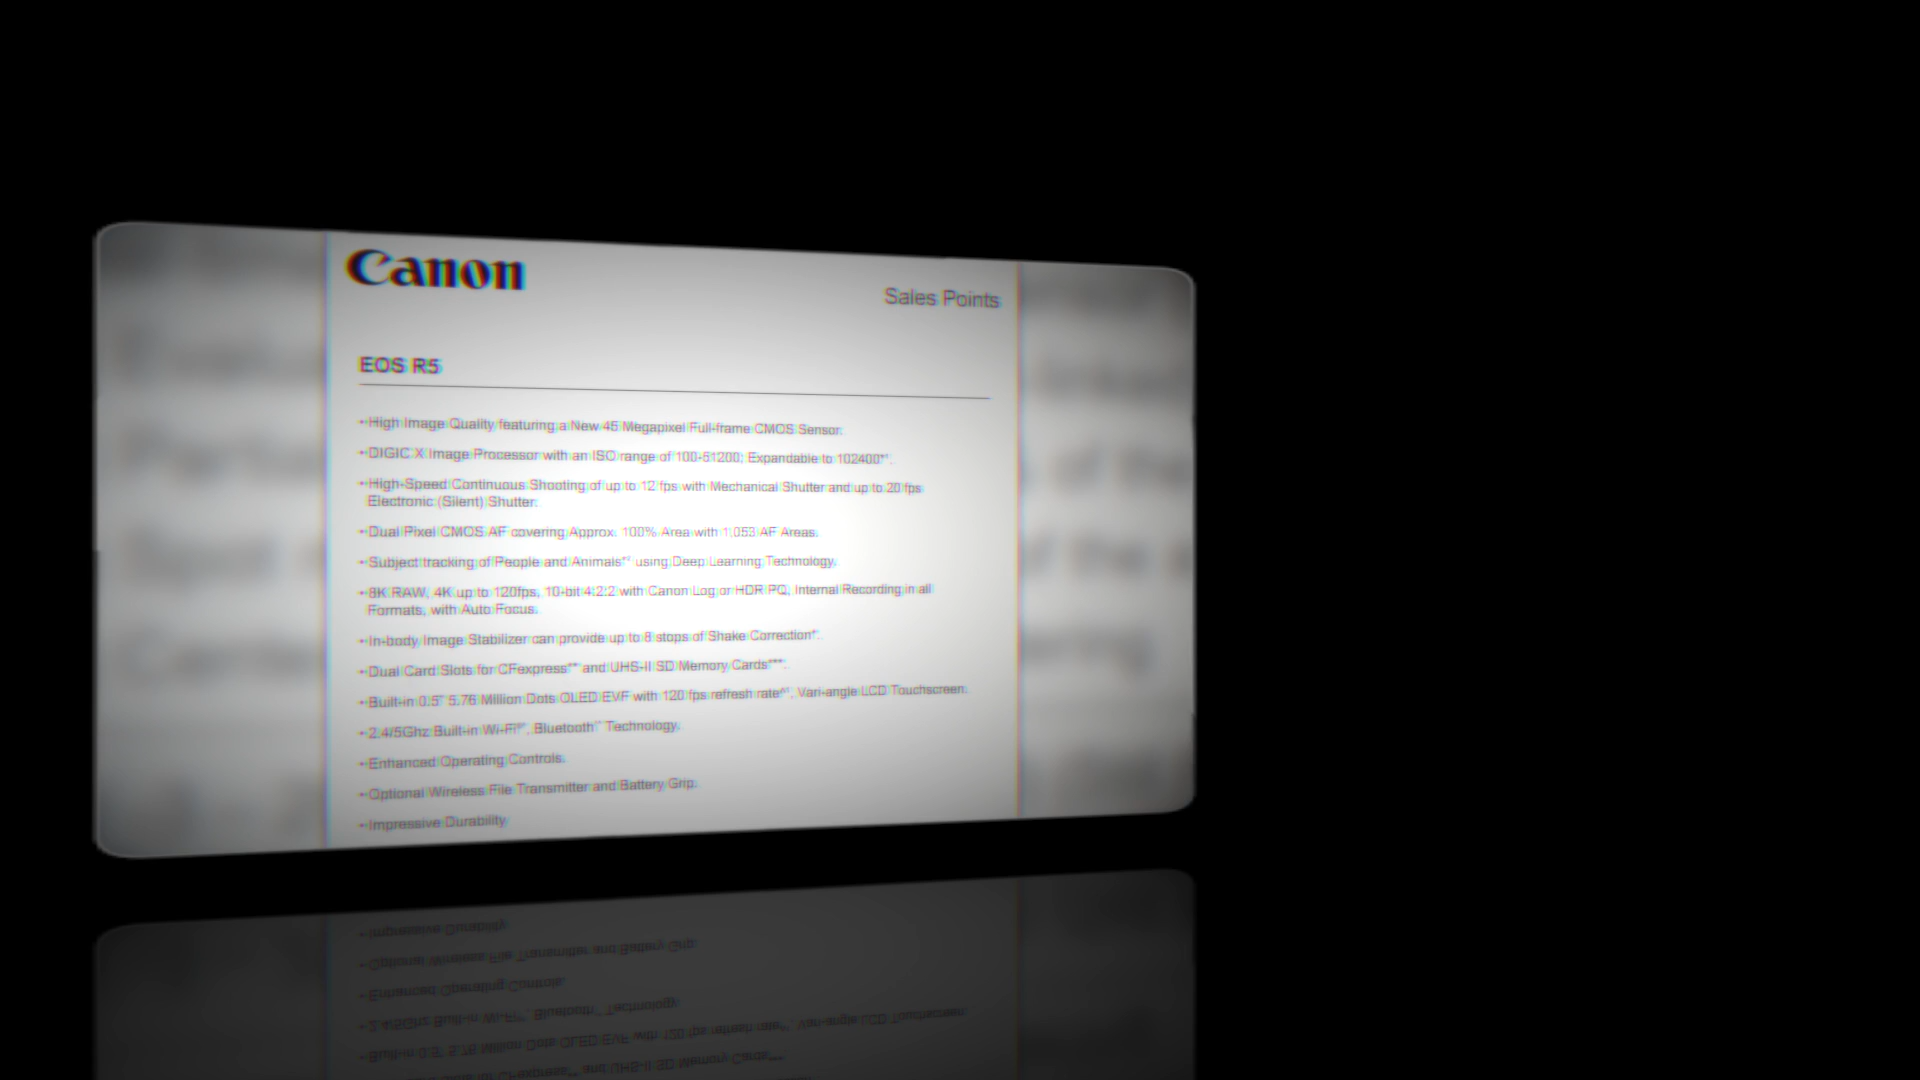 Canon
Sales Points
EOS R5
• High Image Quality featuring a New 45 Megapixel Full-frame CMOS Sensor.
• DIGIC X Image Processor with an ISO range of 100-51200; Expandable to 102400*¹.
• High-Speed Continuous Shooting of up to 12 fps with Mechanical Shutter and up to 20 fps
Electronic (Silent) Shutter.
• Dual Pixel CMOS AF covering Approx. 100% Area with 1,053 AF Areas.
• Subject tracking of People and Animals*² using Deep Learning Technology.
• 8K RAW, 4K up to 120fps, 10-bit 4:2:2 with Canon Log or HDR PQ, Internal Recording in all
Formats, with Auto Focus.
• In-body Image Stabilizer can provide up to 8 stops of Shake Correction*.
• Dual Card Slots for CFexpress** and UHS-II SD Memory Cards***.
• Built-in 0.5" 5.76 Million Dots OLED EVF with 120 fps refresh rate, Vari-angle LCD Touchscreen.
• 2.4/5Ghz Built-in Wi-Fi®, Bluetooth Technology.
• Enhanced Operating Controls.
• Optional Wireless File Transmitter and Battery Grip.
• Impressive Durability